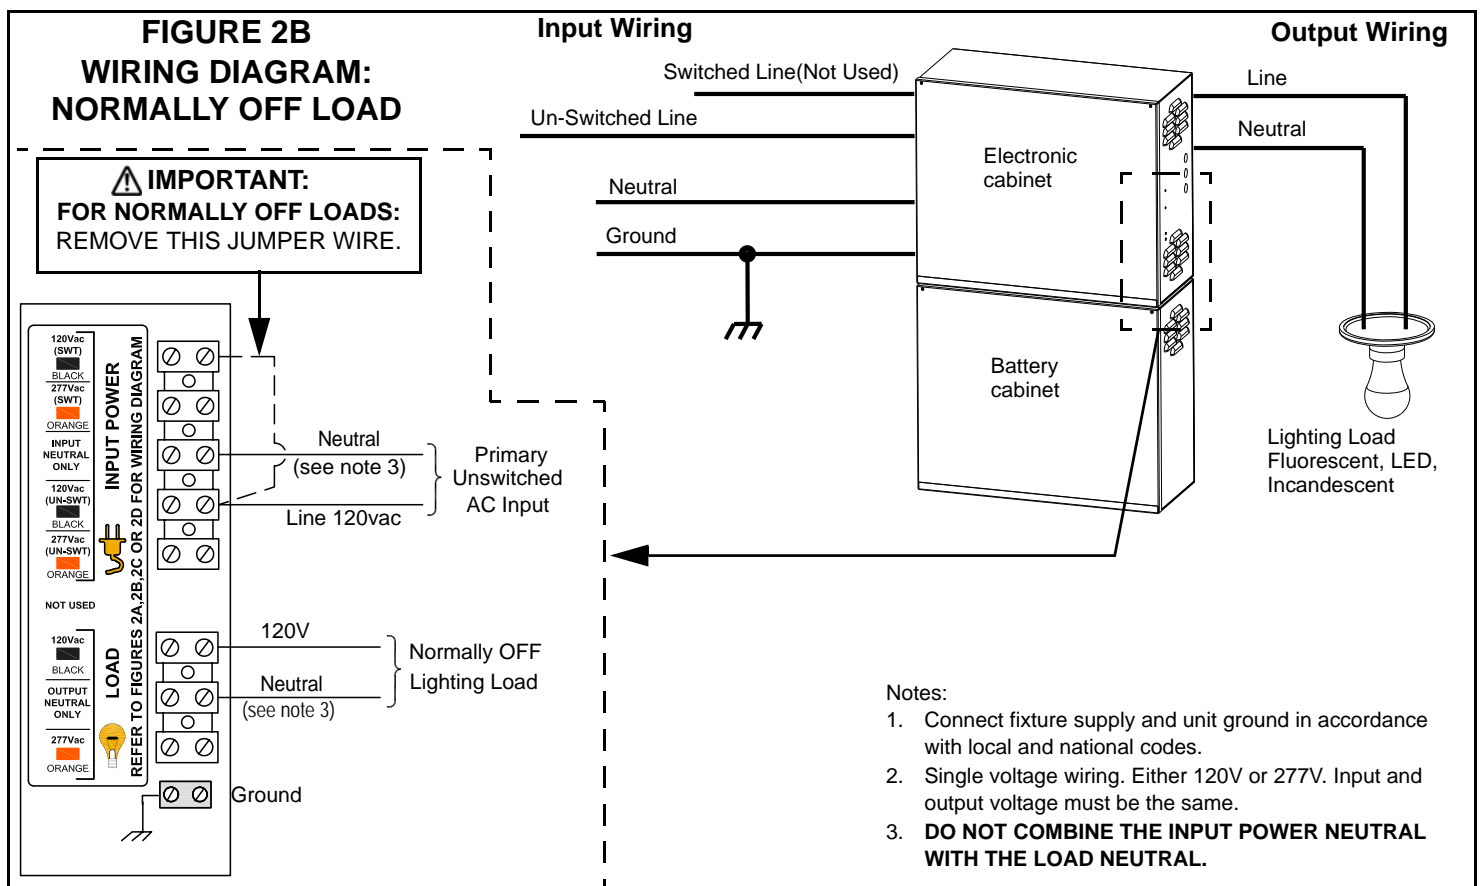 FIGURE 2B
WIRING DIAGRAM:
NORMALLY OFF LOAD
Input Wiring
Output Wiring
Switched Line(Not Used)
Un-Switched Line
Neutral
Ground
Electronic
cabinet
Battery
cabinet
Line
Neutral
Lighting Load
Fluorescent, LED,
Incandescent
IMPORTANT:
FOR NORMALLY OFF LOADS:
REMOVE THIS JUMPER WIRE.
120Vac
(SWT)
BLACK
277Vac
(SWT)
ORANGE
INPUT
NEUTRAL
ONLY
120Vac
(UN-SWT)
BLACK
277Vac
(UN-SWT)
ORANGE
NOT USED
120Vac
BLACK
OUTPUT
NEUTRAL
ONLY
277Vac
ORANGE
INPUT POWER
LOAD
REFER TO FIGURES 2A,2B,2C OR 2D FOR WIRING DIAGRAM
Neutral
(see note 3)
Line 120vac
Primary
Unswitched
AC Input
120V
Neutral
(see note 3)
Normally OFF
Lighting Load
Ground
Notes:
1. Connect fixture supply and unit ground in accordance
with local and national codes.
2. Single voltage wiring. Either 120V or 277V. Input and
output voltage must be the same.
3. DO NOT COMBINE THE INPUT POWER NEUTRAL
WITH THE LOAD NEUTRAL.